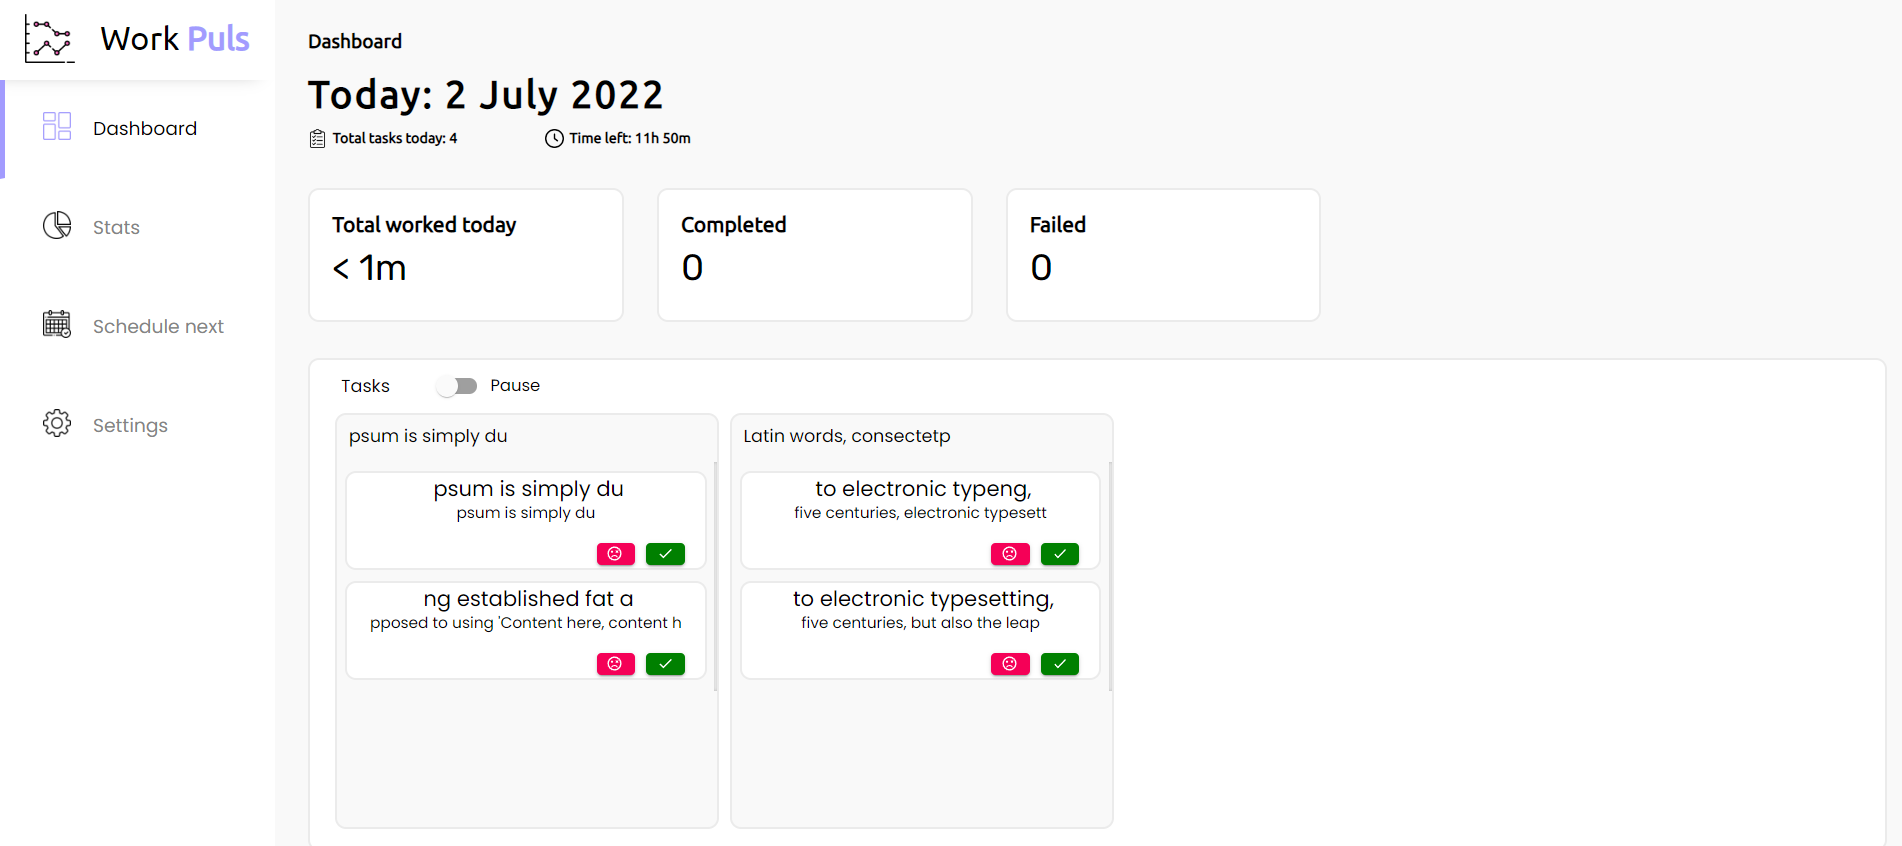 Work Puls
Dashboard
Stats
Schedule next
Settings
Dashboard
Today: 2 July 2022
Total tasks today: 4
Time left: 11h 50m
Total worked today
< 1m
Completed
0
Failed
0
Tasks
Pause
psum is simply du
psum is simply du
psum is simply du
ng established fat a
pposed to using 'Content here, content h
Latin words, consectetp
to electronic typeng,
five centuries, electronic typesett
to electronic typesetting,
five centuries, but also the leap